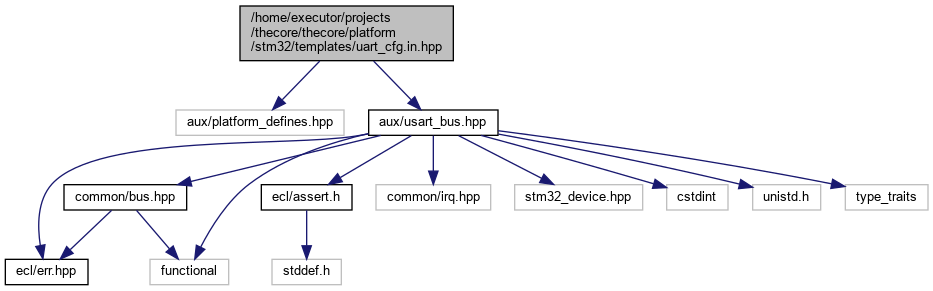 /home/executor/projects
/thecore/thecore/platform
/stm32/templates/uart_cfg.in.hpp
aux/platform_defines.hpp
aux/usart_bus.hpp
common/bus.hpp
ecl/assert.h
common/irq.hpp
stm32_device.hpp
cstdint
unistd.h
type_traits
ecl/err.hpp
functional
stddef.h